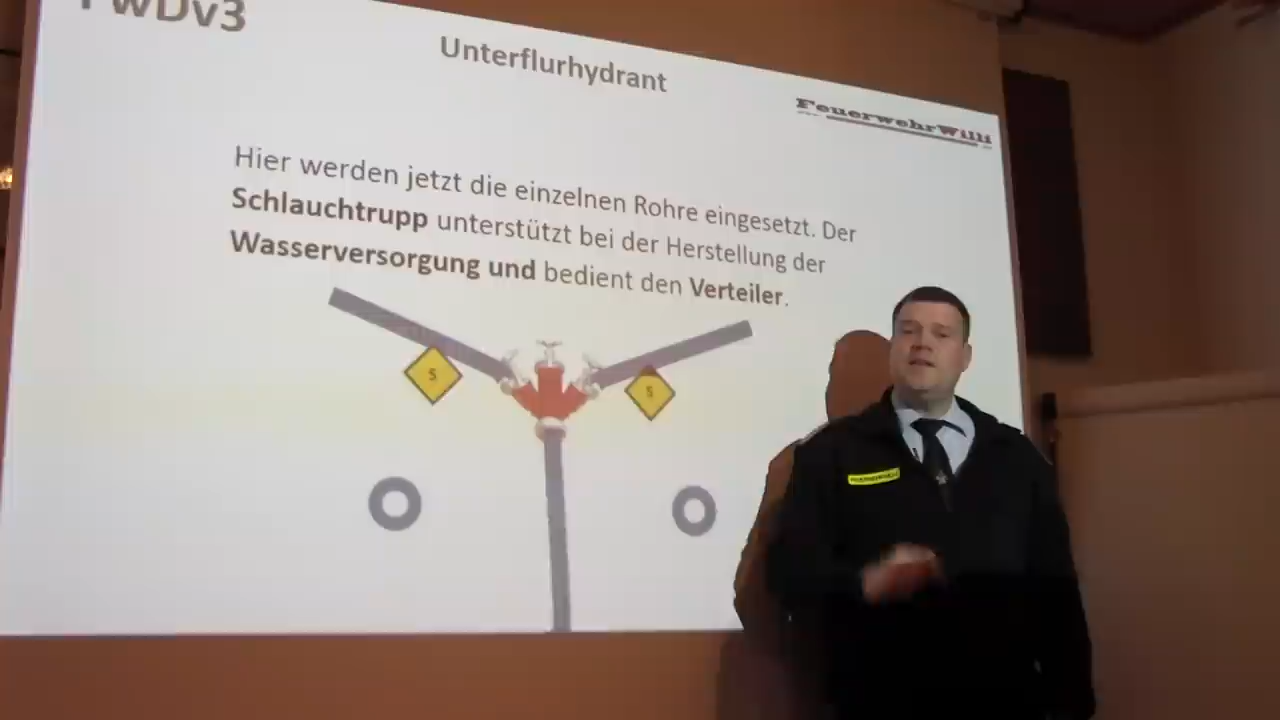 FwDv3
Unterflurhydrant
FeuerwehrWilli
Hier werden jetzt die einzelnen Rohre eingesetzt. Der
Schlauchtrupp unterstützt bei der Herstellung der
Wasserversorgung und bedient den Verteiler.
S
S